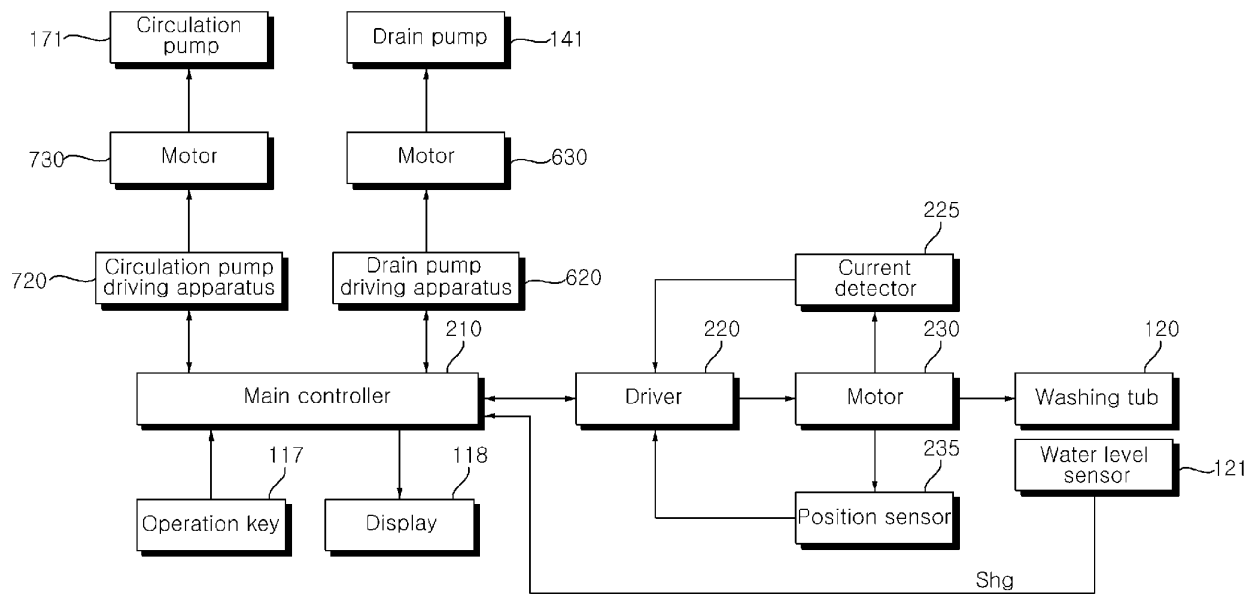 171
Circulation
pump
Drain pump
141
730
Motor
Motor
630
720
Circulation pump
driving apparatus
Drain pump
driving apparatus
620
225
Current
detector
210
220
230
120
Main controller
Driver
Motor
Washing tub
117
118
235
Water level
sensor
121
Operation key
Display
Position sensor
Shg